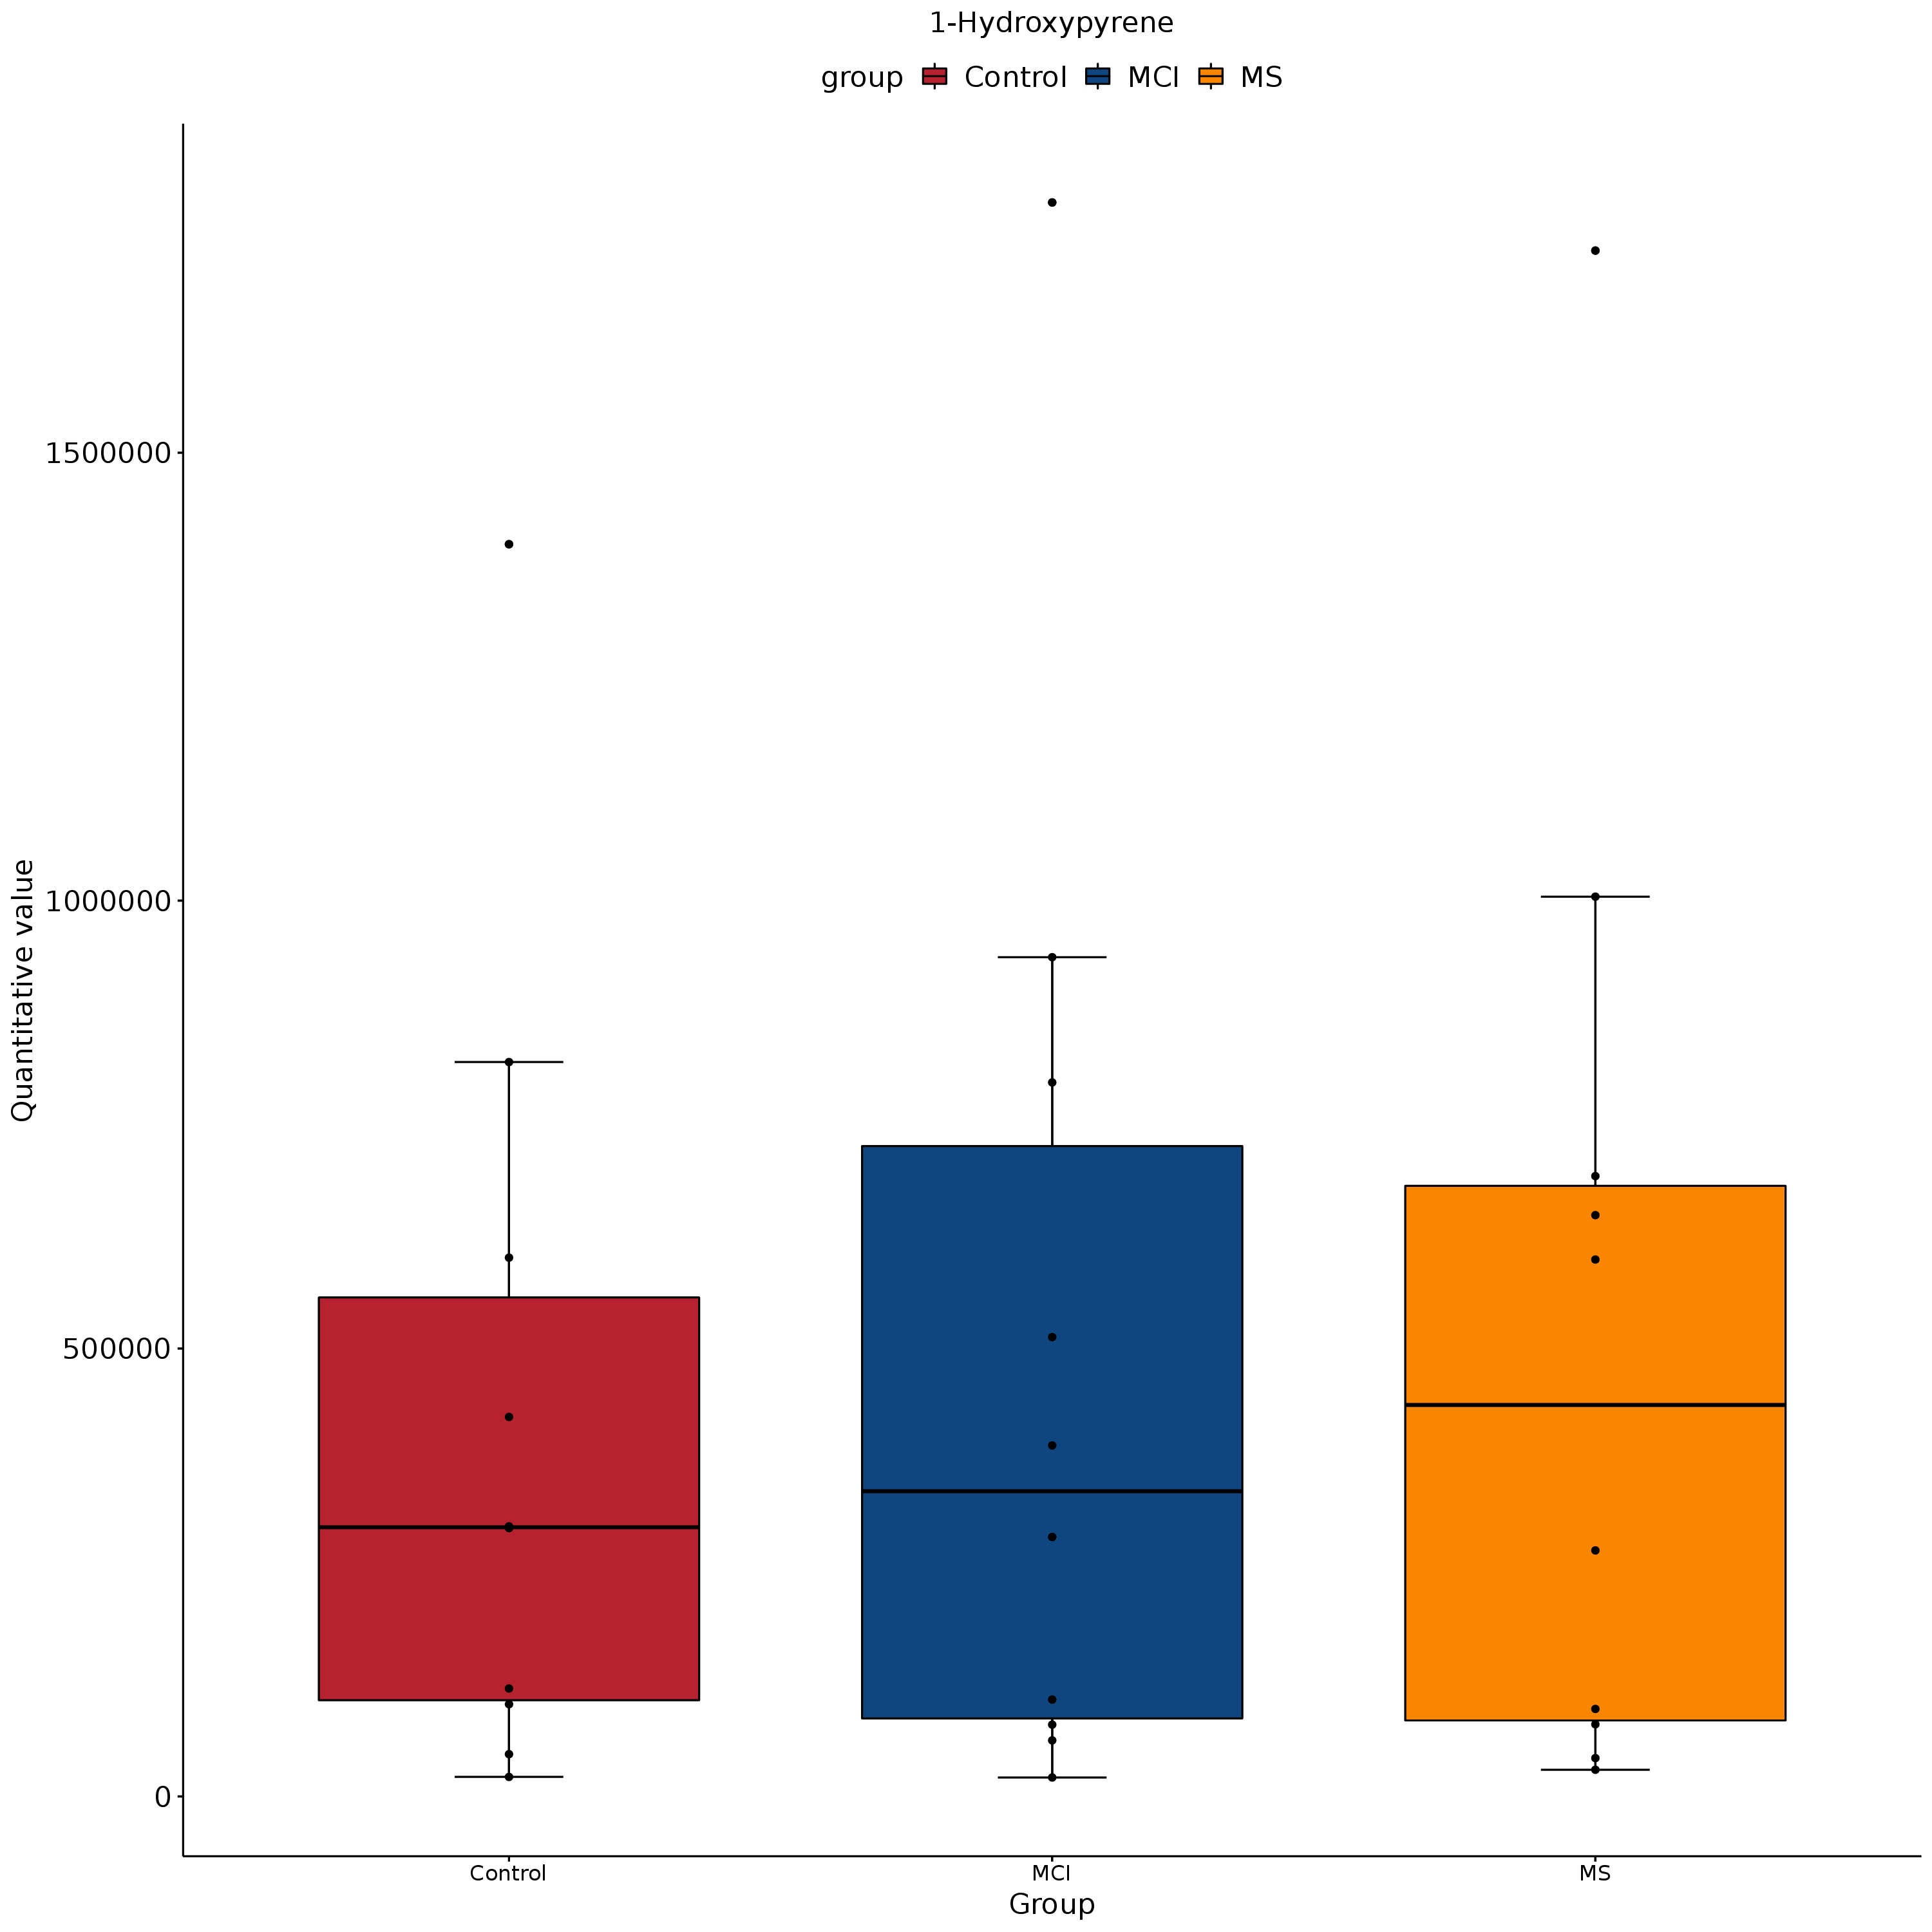 1-Hydroxypyrene
group Control MCI MS
Quantitative value
1500000
1000000
500000
0
Control MCI MS
Group